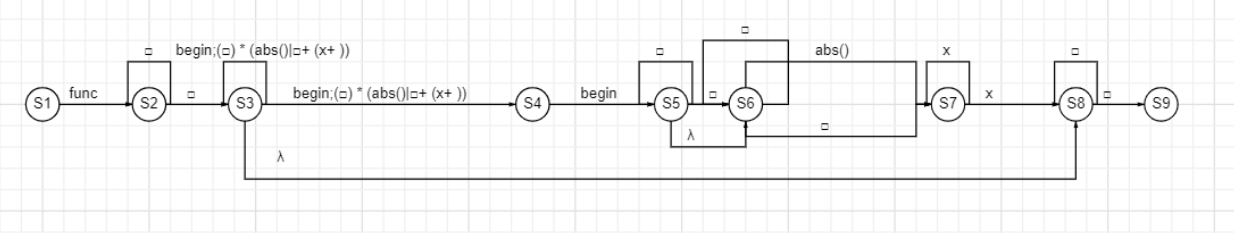 □
□ begin;(□) * (abs()|□+ (x+ ))
□
abs()
x
□
func
□
begin;(□) * (abs()|□+ (x+ ))
begin
□
x
□
S1
S2
S3
S4
S5
S6
S7
S8
S9
λ
□
λ